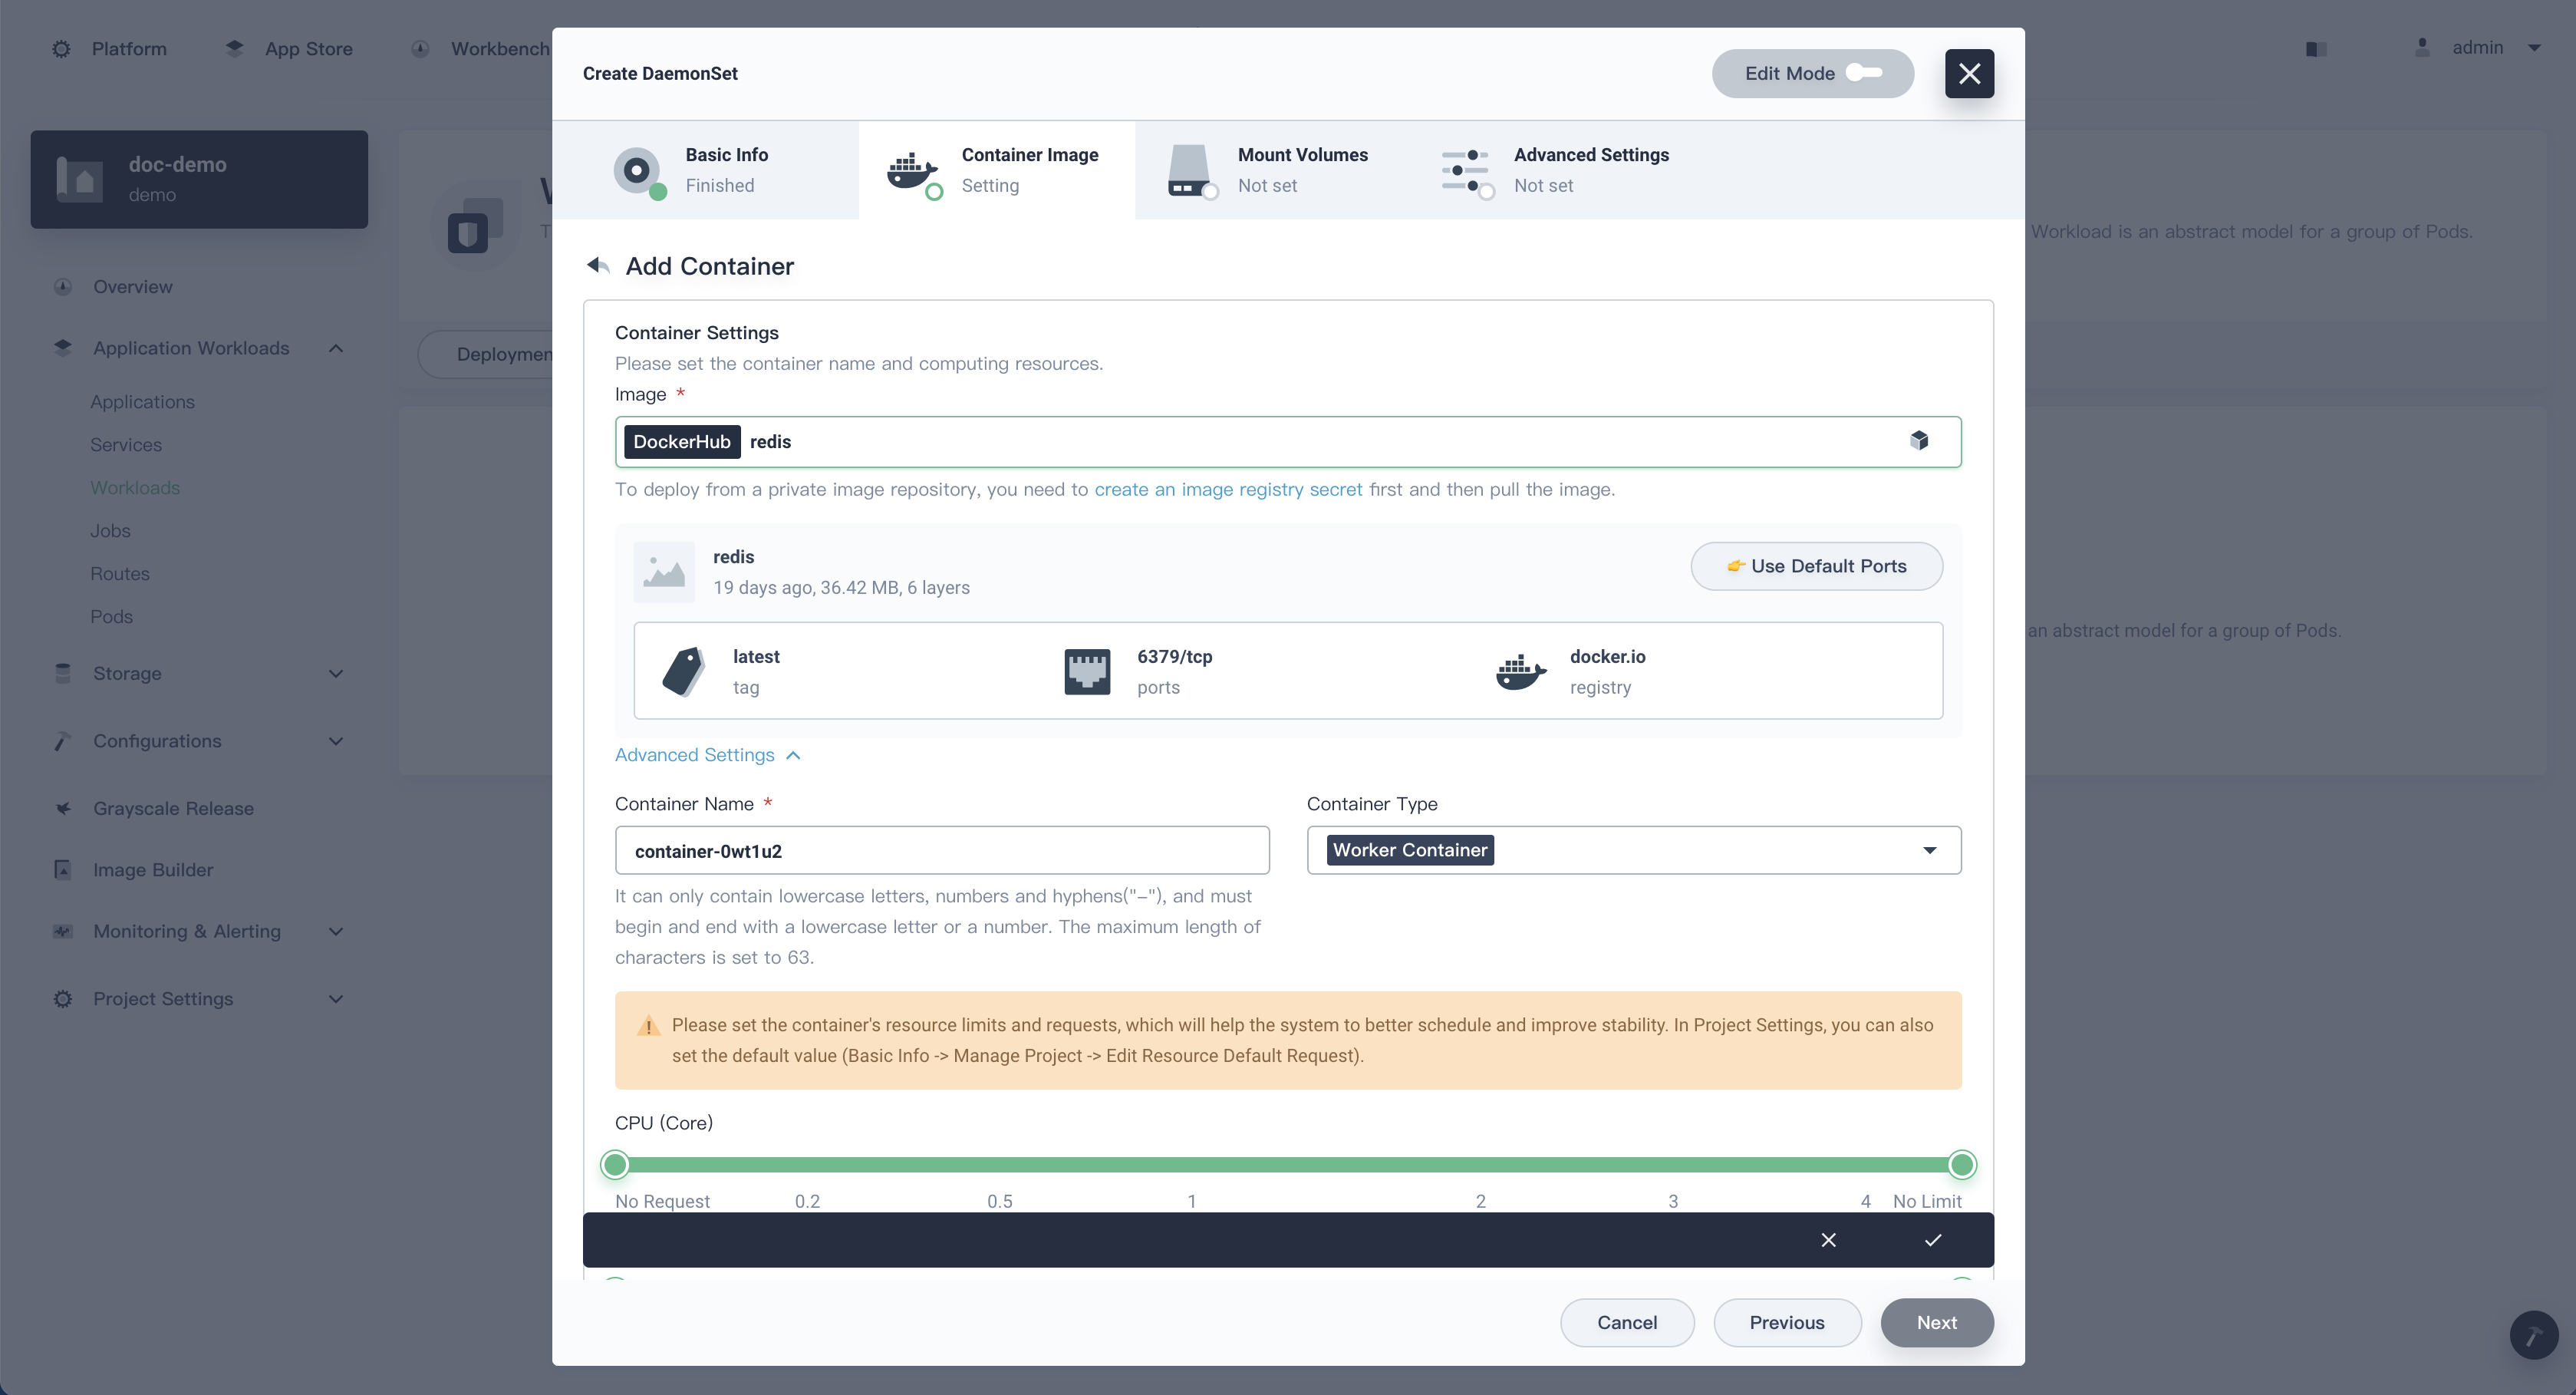 Platform
App Store
Workbench
admin
doc-demo
demo
Overview
Application Workloads
Applications
Services
Workloads
Jobs
Routes
Pods
Storage
Configurations
Grayscale Release
Image Builder
Monitoring & Alerting
Project Settings
Workload is an abstract model for a group of Pods.
an abstract model for a group of Pods.
Create DaemonSet
Edit Mode
Basic Info
Finished
Container Image
Setting
Mount Volumes
Not set
Advanced Settings
Not set
Add Container
Container Settings
Please set the container name and computing resources.
Image *
DockerHub redis
To deploy from a private image repository, you need to create an image registry secret first and then pull the image.
redis
19 days ago, 36.42 MB, 6 layers
👉 Use Default Ports
latest
tag
6379/tcp
ports
docker.io
registry
Advanced Settings
Container Name *
container-0wt1u2
It can only contain lowercase letters, numbers and hyphens("-"), and must
begin and end with a lowercase letter or a number. The maximum length of
characters is set to 63.
Container Type
Worker Container
Please set the container's resource limits and requests, which will help the system to better schedule and improve stability. In Project Settings, you can also
set the default value (Basic Info -> Manage Project -> Edit Resource Default Request).
CPU (Core)
No Request 0.2 0.5 1 2 3 4 No Limit
Cancel
Previous
Next